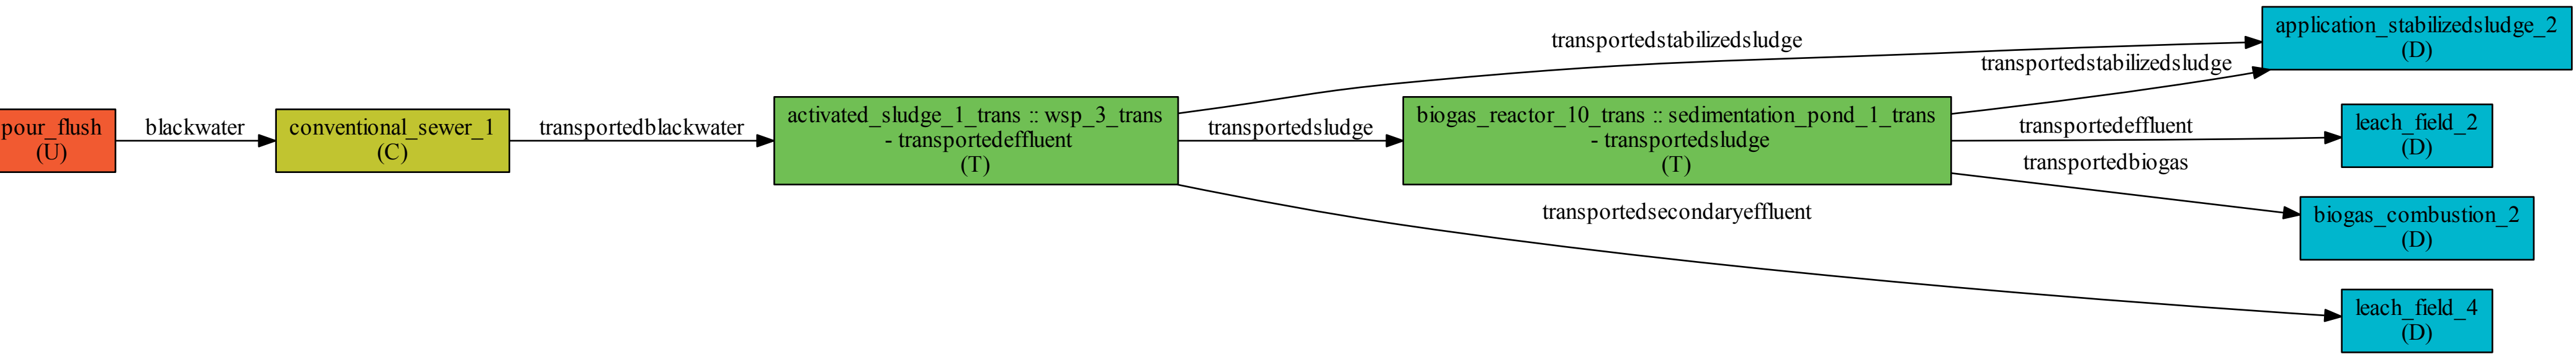 pour_flush
(U)
blackwater
conventional_sewer_1
(C)
transportedblackwater
activated_sludge_1_trans :: wsp_3_trans
- transportedeffluent
(T)
transportedstabilizedsludge
transportedsludge
transportedsecondaryeffluent
biogas_reactor_10_trans :: sedimentation_pond_1_trans
- transportedsludge
(T)
transportedstabilizedsludge
transportedeffluent
transportedbiogas
application_stabilizedsludge_2
(D)
leach_field_2
(D)
biogas_combustion_2
(D)
leach_field_4
(D)